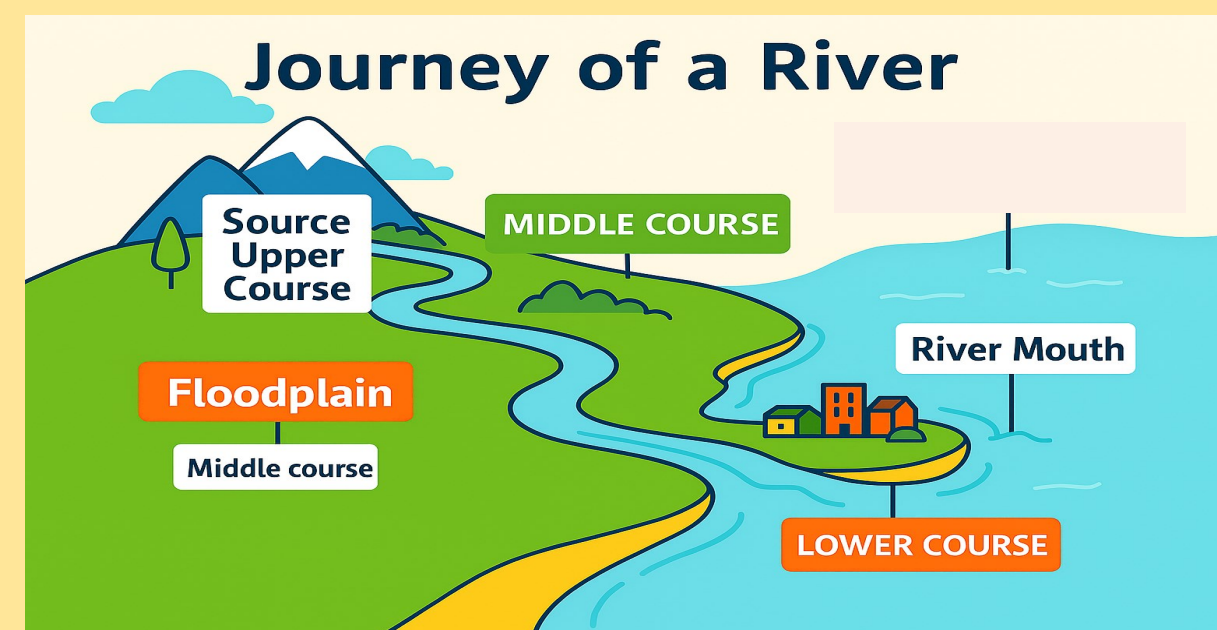 Journey of a River
Source
Upper
Course
MIDDLE COURSE
River Mouth
Floodplain
Middle course
LOWER COURSE